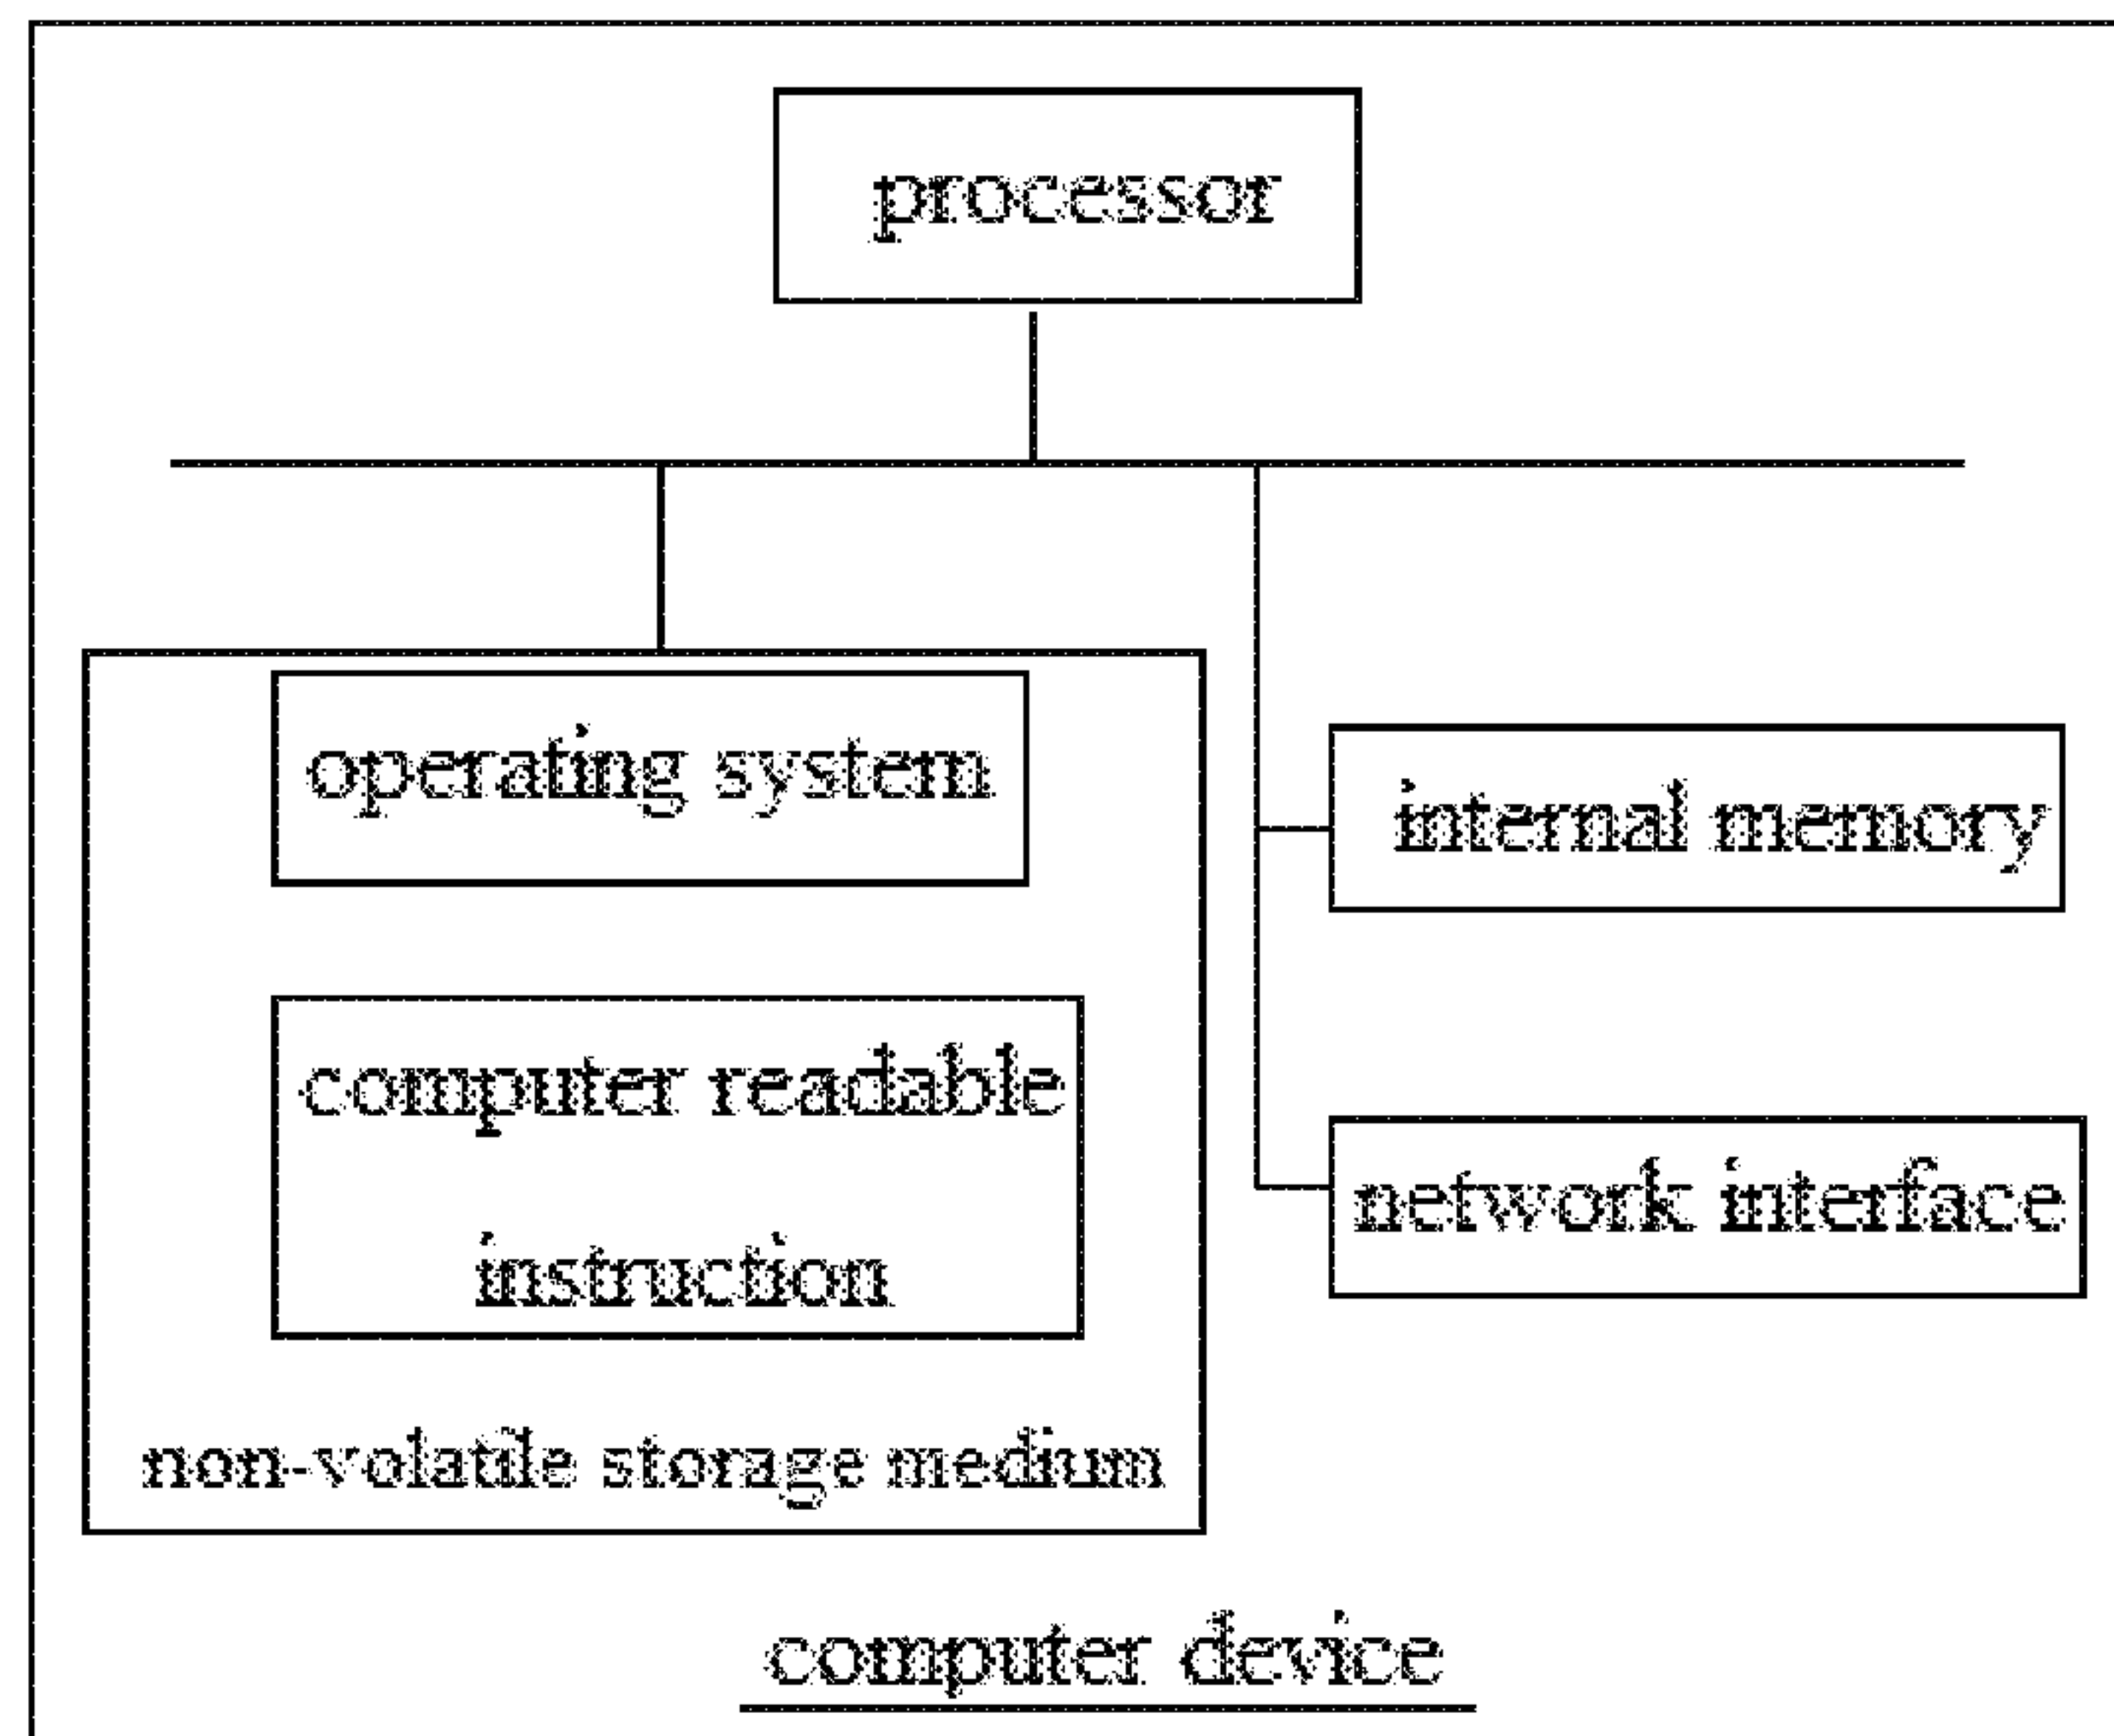 processor
operating system
internal memory
computer readable
instruction
network interface
non-volatile storage medium
computer device